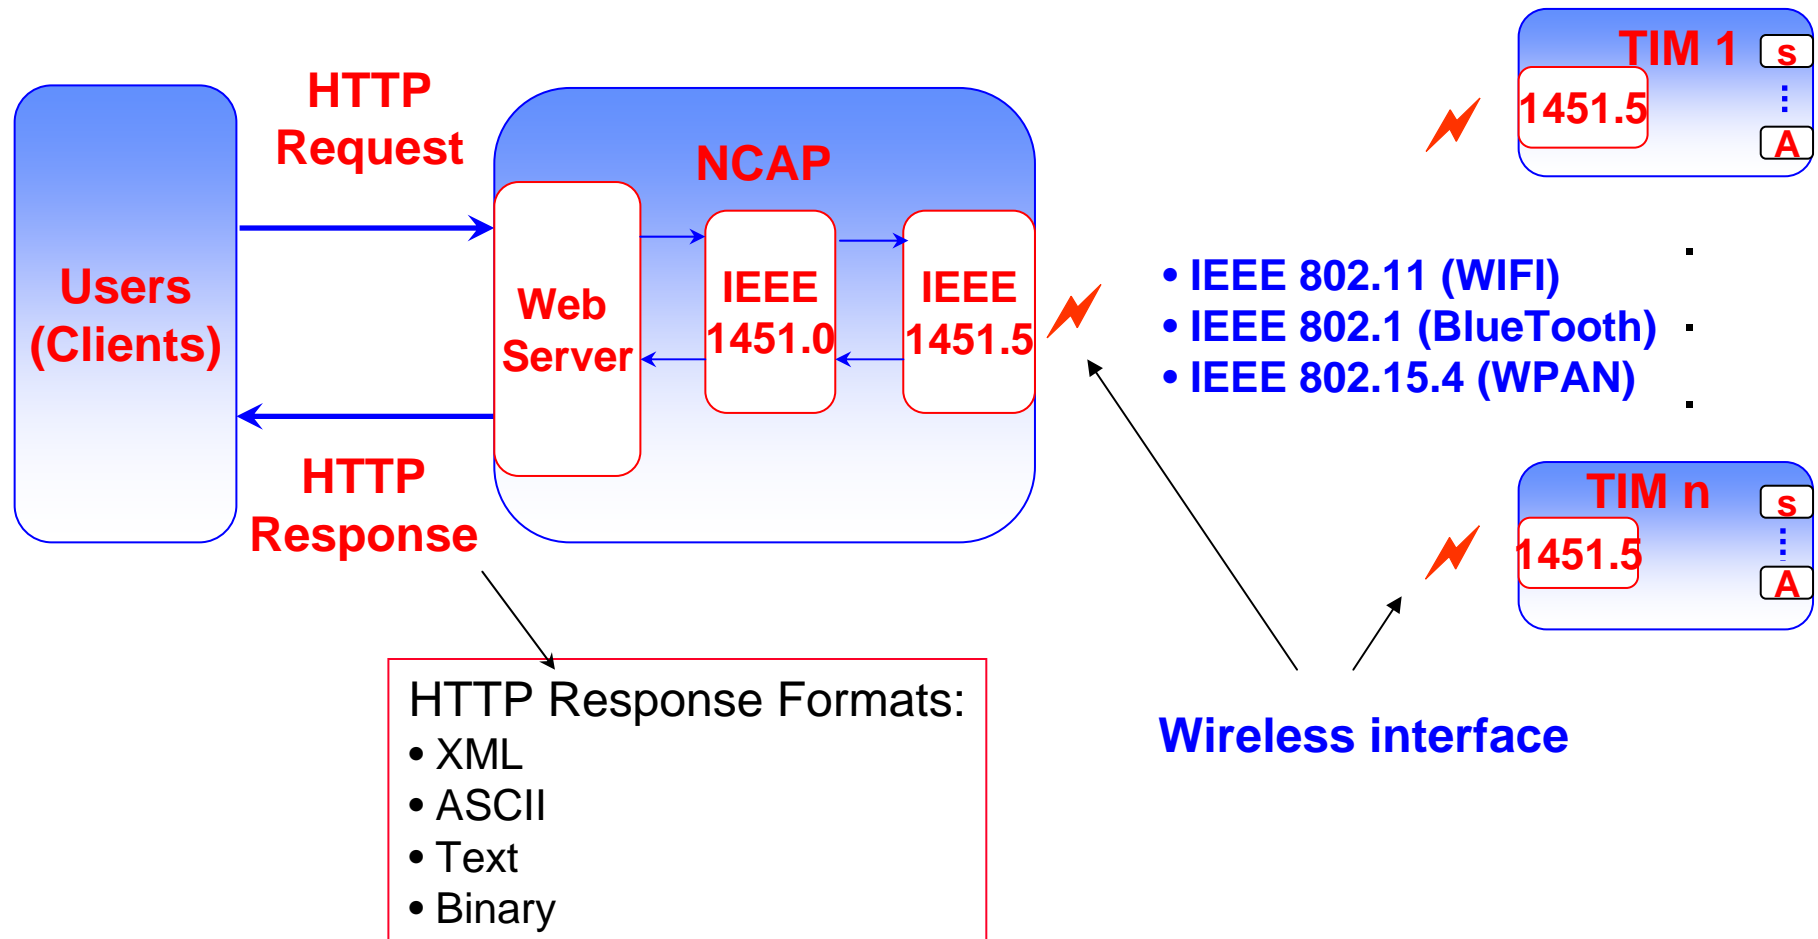 HTTP
Request
Users
(Clients)
HTTP
Response
NCAP
Web
Server
IEEE
1451.0
IEEE
1451.5
• IEEE 802.11 (WIFI)
• IEEE 802.1 (BlueTooth)
• IEEE 802.15.4 (WPAN)
TIM 1
1451.5
s
A
TIM n
1451.5
s
A
Wireless interface
HTTP Response Formats:
• XML
• ASCII
• Text
• Binary